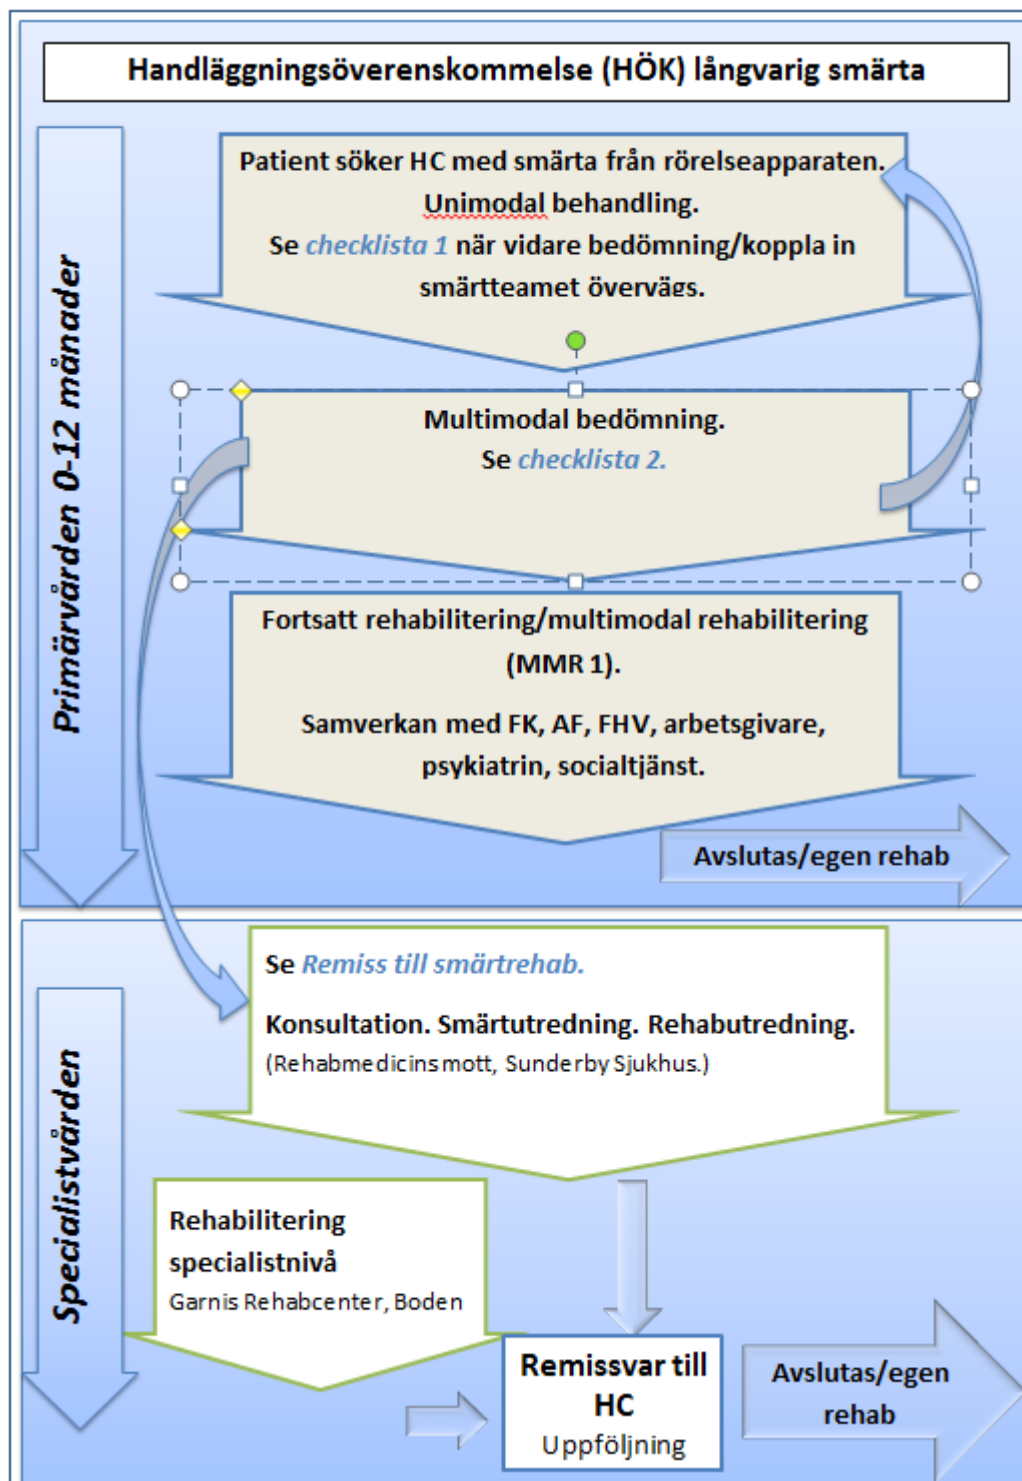 Handläggningsöverenskommelse (HÖK) långvarig smärta
Primärvården 0-12 månader
Patient söker HC med smärta från rörelseapparaten.
Unimodal behandling.
Se checklista 1 när vidare bedömning/koppla in
smärtteamet övervägs.
Multimodal bedömning.
Se checklista 2.
Fortsatt rehabilitering/multimodal rehabilitering
(MMR 1).
Samverkan med FK, AF, FHV, arbetsgivare,
psykiatrin, socialtjänst.
Avslutas/egen rehab
Specialistvården
Se Remiss till smärtrehab.
Konsultation. Smärtutredning. Rehabutredning.
(Rehabmedicinsmott, Sunderby Sjukhus.)
Rehabilitering
specialistnivå
Garnis Rehabcenter, Boden
Remissvar till
HC
Uppföljning
Avslutas/egen
rehab